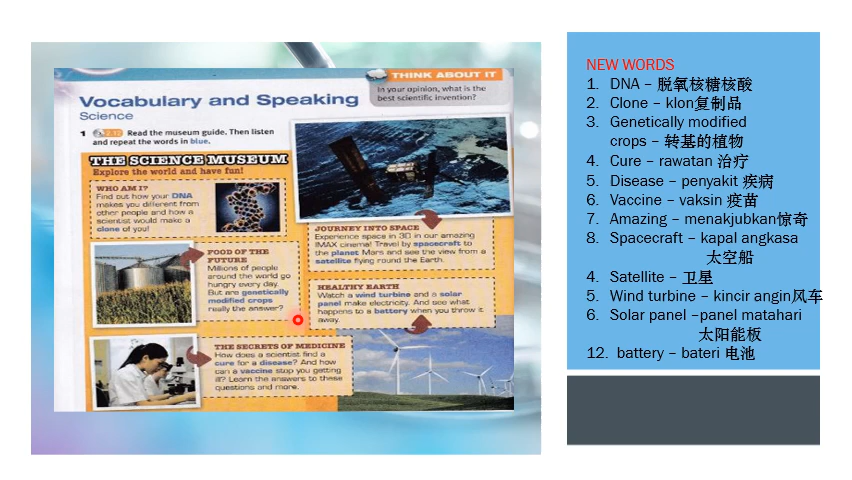 THINK ABOUT IT
In your opinion, what is the
best scientific invention?
Vocabulary and Speaking
Science
1 Read the museum guide. Then listen
and repeat the words in blue.
THE SCIENCE MUSEUM
Explore the world and have fun!
WHO AM I?
Find out how your DNA
makes you different from
other people and how a
scientist would make a
clone of you!
JOURNEY INTO SPACE
Experience space in 3D in our amazing
IMAX cinema! Travel by spacecraft to
the planet Mars and see the view from a
satellite flying round the Earth.
FOOD OF THE
FUTURE
Millions of people
around the world go
hungry every day.
But are genetically
modified crops
really the answer?
HEALTHY EARTH
Watch a wind turbine and a solar
panel make electricity. And see what
happens to a battery when you throw it
away.
THE SECRETS OF MEDICINE
How does a scientist find a
cure for a disease? And how
can a vaccine stop you getting
ill? Learn the answers to these
questions and more.
NEW WORDS
1. DNA – 脱氧核糖核酸
2. Clone – klon复制品
3. Genetically modified
crops – 转基的植物
4. Cure – rawatan 治疗
5. Disease – penyakit 疾病
6. Vaccine – vaksin 疫苗
7. Amazing – menakjubkan惊奇
8. Spacecraft – kapal angkasa
太空船
4. Satellite – 卫星
5. Wind turbine – kincir angin风车
6. Solar panel –panel matahari
太阳能板
12. battery – bateri 电池